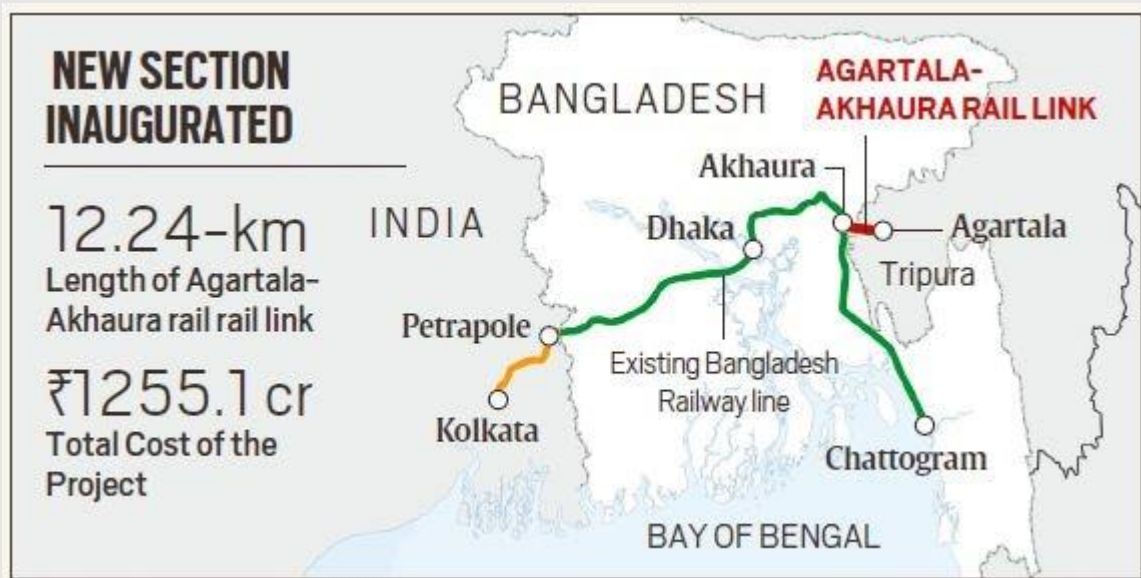 NEW SECTION
INAUGURATED
12.24-km
Length of Agartala-
Akhaura rail rail link
₹1255.1 cr
Total Cost of the
Project
BANGLADESH
AGARTALA-
AKHAURA RAIL LINK
Akhaura
INDIA
Dhaka
Agartala
Tripura
Petrapole
Existing Bangladesh
Railway line
Kolkata
Chattogram
BAY OF BENGAL